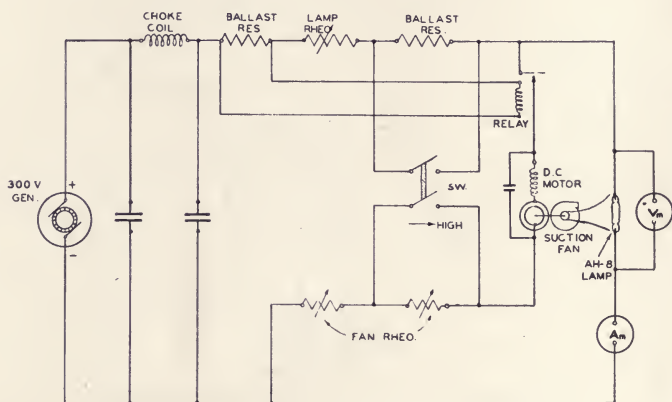 CHOKE
COIL
BALLAST
RES
LAMP
RHEO
BALLAST
RES.
RELAY
300 V
GEN.
+
−
D.C
MOTOR
SW.
HIGH
SUCTION
FAN
AH-8
LAMP
Vm
FAN RHEO.
Am